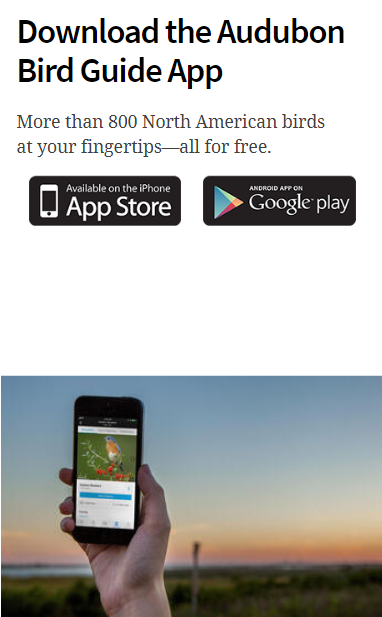 Download the Audubon
Bird Guide App
More than 800 North American birds
at your fingertips—all for free.
Available on the iPhone
App Store
ANDROID APP ON
Google play